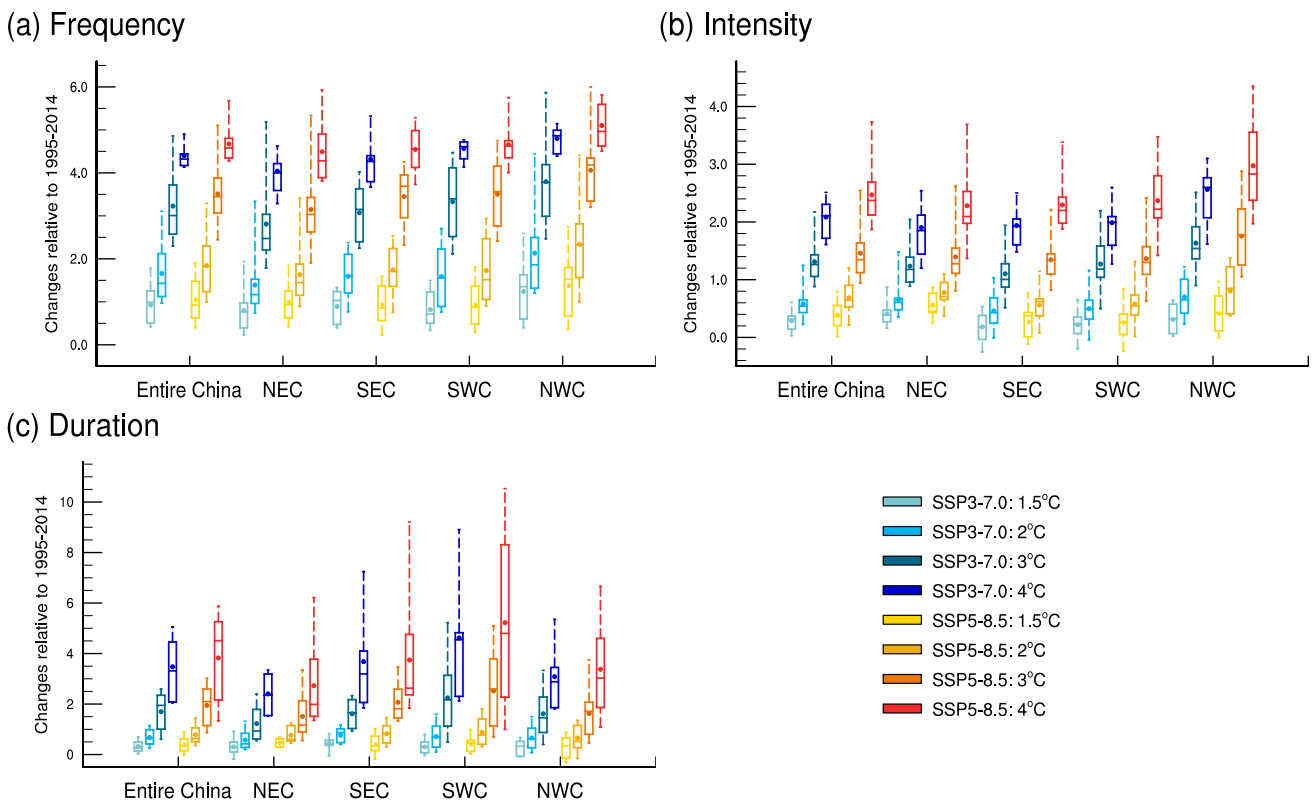 (a) Frequency
Changes relative to 1995-2014
6.0
4.0
2.0
0.0
Entire China NEC SEC SWC NWC
(b) Intensity
Changes relative to 1995-2014
4.0
3.0
2.0
1.0
0.0
Entire China NEC SEC SWC NWC
(c) Duration
Changes relative to 1995-2014
10
8
6
4
2
0
Entire China NEC SEC SWC NWC
SSP3-7.0: 1.5°C
SSP3-7.0: 2°C
SSP3-7.0: 3°C
SSP3-7.0: 4°C
SSP5-8.5: 1.5°C
SSP5-8.5: 2°C
SSP5-8.5: 3°C
SSP5-8.5: 4°C